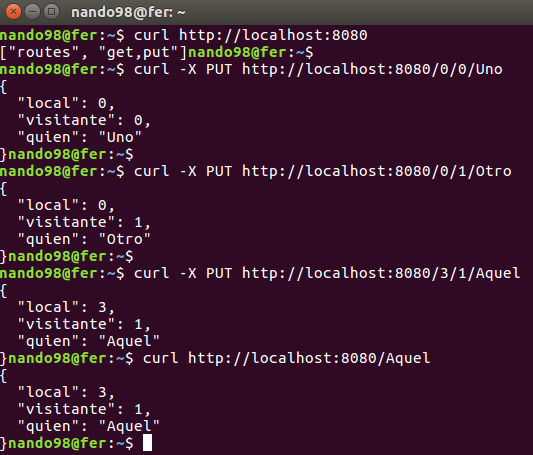 nando98@fer: ~
nando98@fer:~$ curl http://localhost:8080
["routes", "get,put"]nando98@fer:~$
nando98@fer:~$ curl -X PUT http://localhost:8080/0/0/Uno
{
  "local": 0,
  "visitante": 0,
  "quien": "Uno"
}nando98@fer:~$
nando98@fer:~$ curl -X PUT http://localhost:8080/0/1/Otro
{
  "local": 0,
  "visitante": 1,
  "quien": "Otro"
}nando98@fer:~$
nando98@fer:~$ curl -X PUT http://localhost:8080/3/1/Aquel
{
  "local": 3,
  "visitante": 1,
  "quien": "Aquel"
}nando98@fer:~$ curl http://localhost:8080/Aquel
{
  "local": 3,
  "visitante": 1,
  "quien": "Aquel"
}nando98@fer:~$